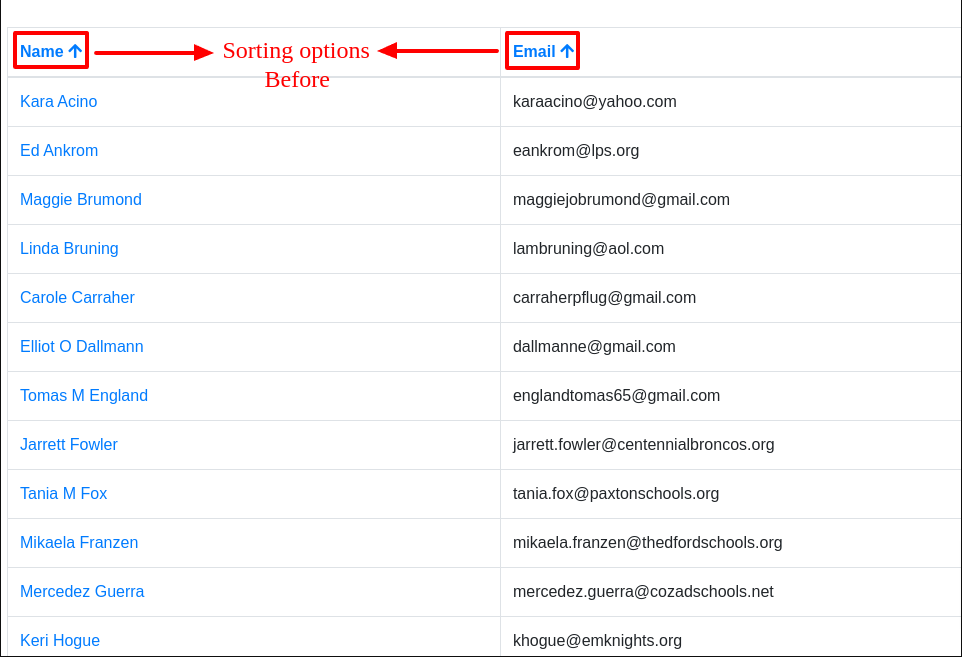 Name Sorting options Email
Before
Kara Acino karaacino@yahoo.com
Ed Ankrom eankrom@lps.org
Maggie Brumond maggiejobrumond@gmail.com
Linda Bruning lambruning@aol.com
Carole Carraher carraherpflug@gmail.com
Elliot O Dallmann dallmanne@gmail.com
Tomas M England englandtomas65@gmail.com
Jarrett Fowler jarrett.fowler@centennialbroncos.org
Tania M Fox tania.fox@paxtonschools.org
Mikaela Franzen mikaela.franzen@thedfordschools.org
Mercedez Guerra mercedez.guerra@cozadschools.net
Keri Hogue khogue@emknights.org